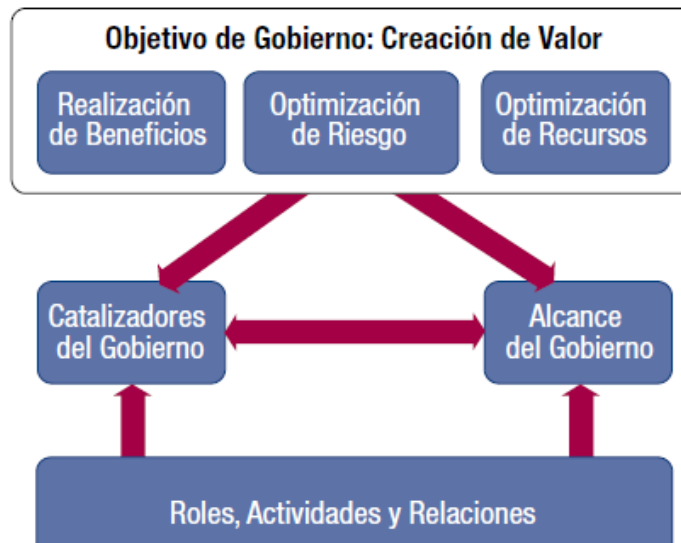 Objetivo de Gobierno: Creación de Valor
Realización
de Beneficios
Optimización
de Riesgo
Optimización
de Recursos
Catalizadores
del Gobierno
Alcance
del Gobierno
Roles, Actividades y Relaciones